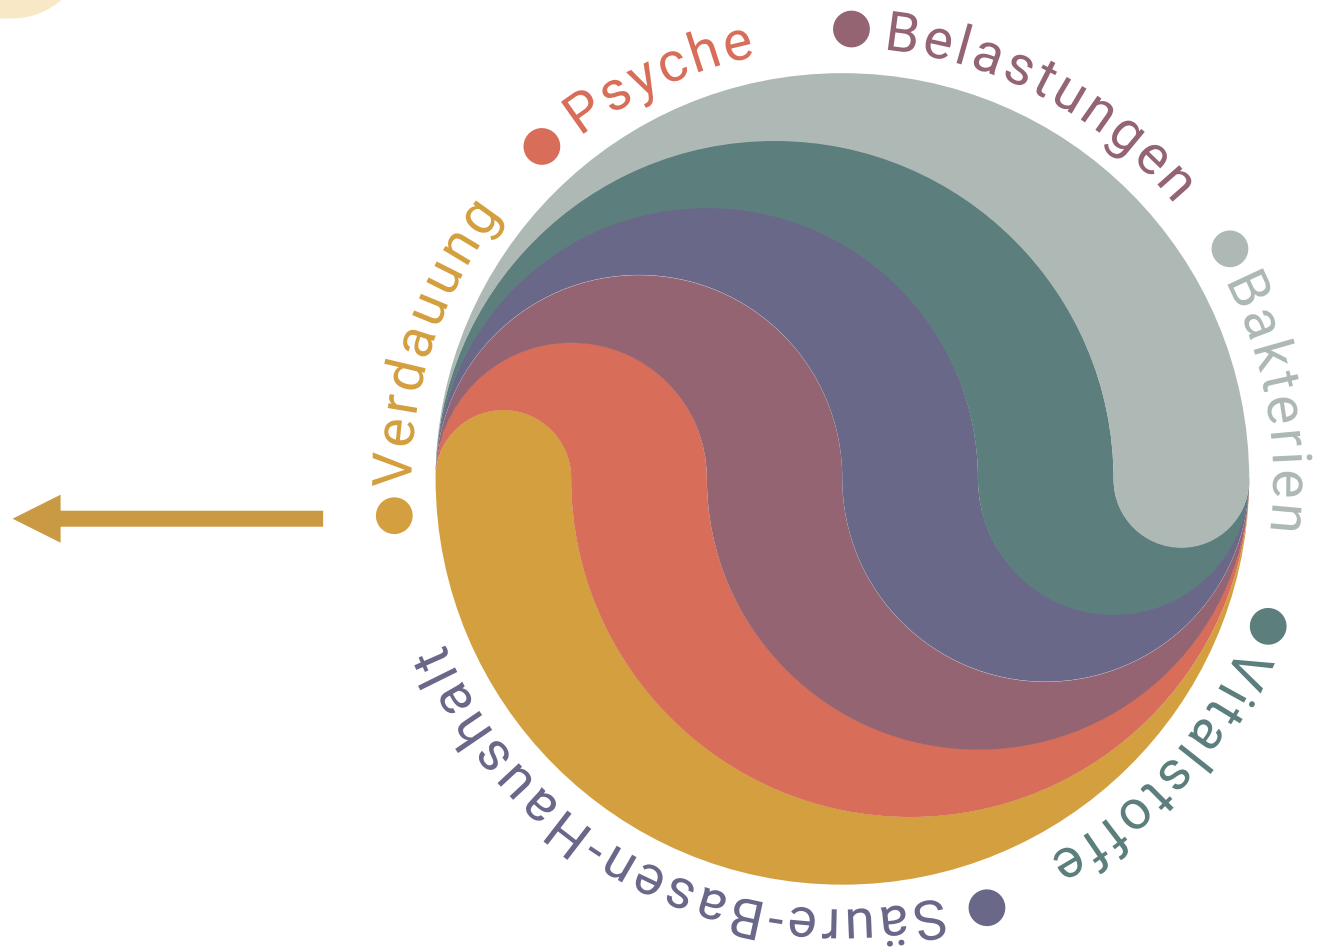 Verdauung
Psyche
Belastungen
Bakterien
Vitalstoffe
Säure-Basen-Haushalt